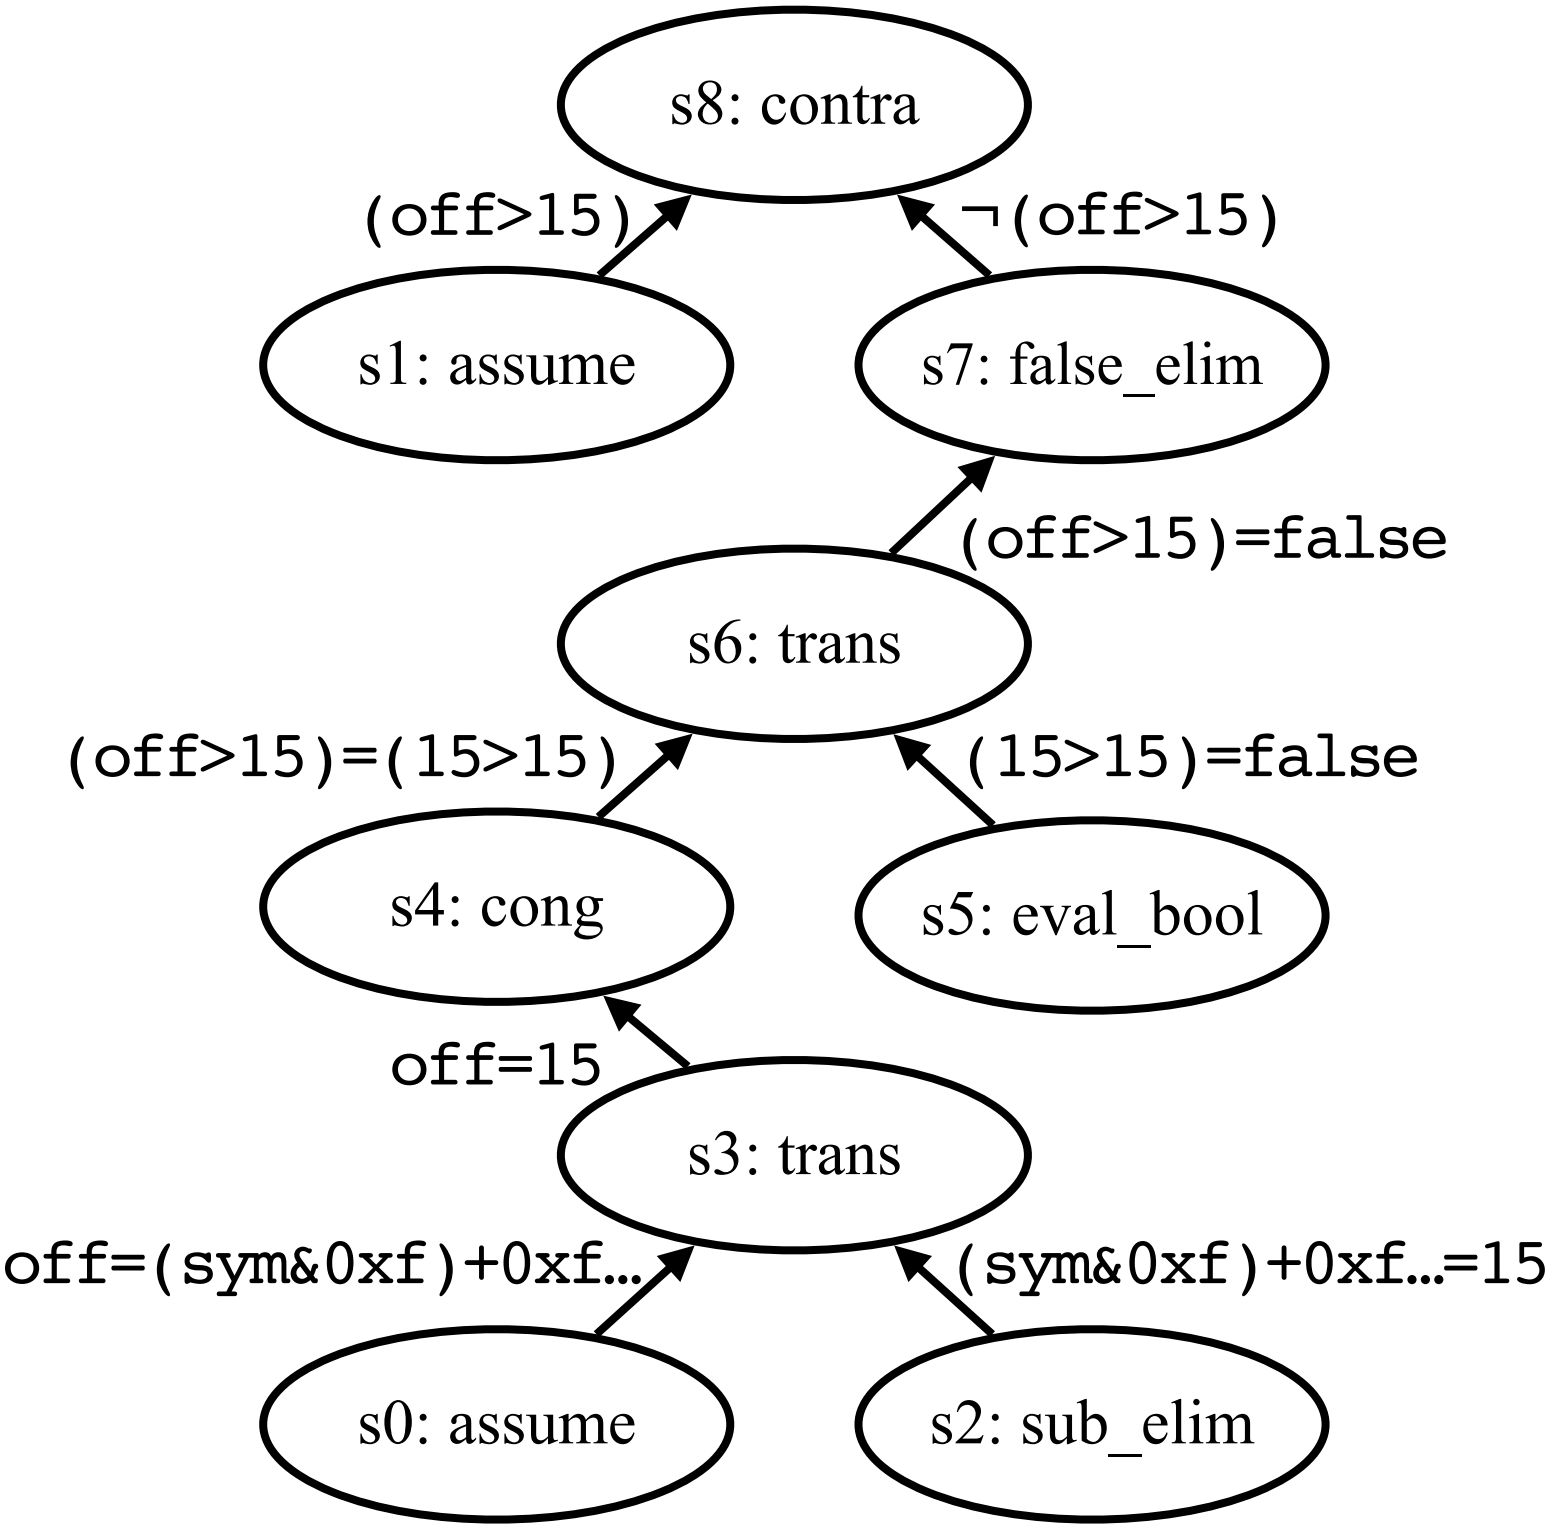 s8: contra
(off>15)
¬(off>15)
s1: assume
s7: false_elim
(off>15)=false
s6: trans
(off>15)=(15>15)
(15>15)=false
s4: cong
s5: eval_bool
off=15
s3: trans
off=(sym&0xf)+0xf…
(sym&0xf)+0xf…=15
s0: assume
s2: sub_elim